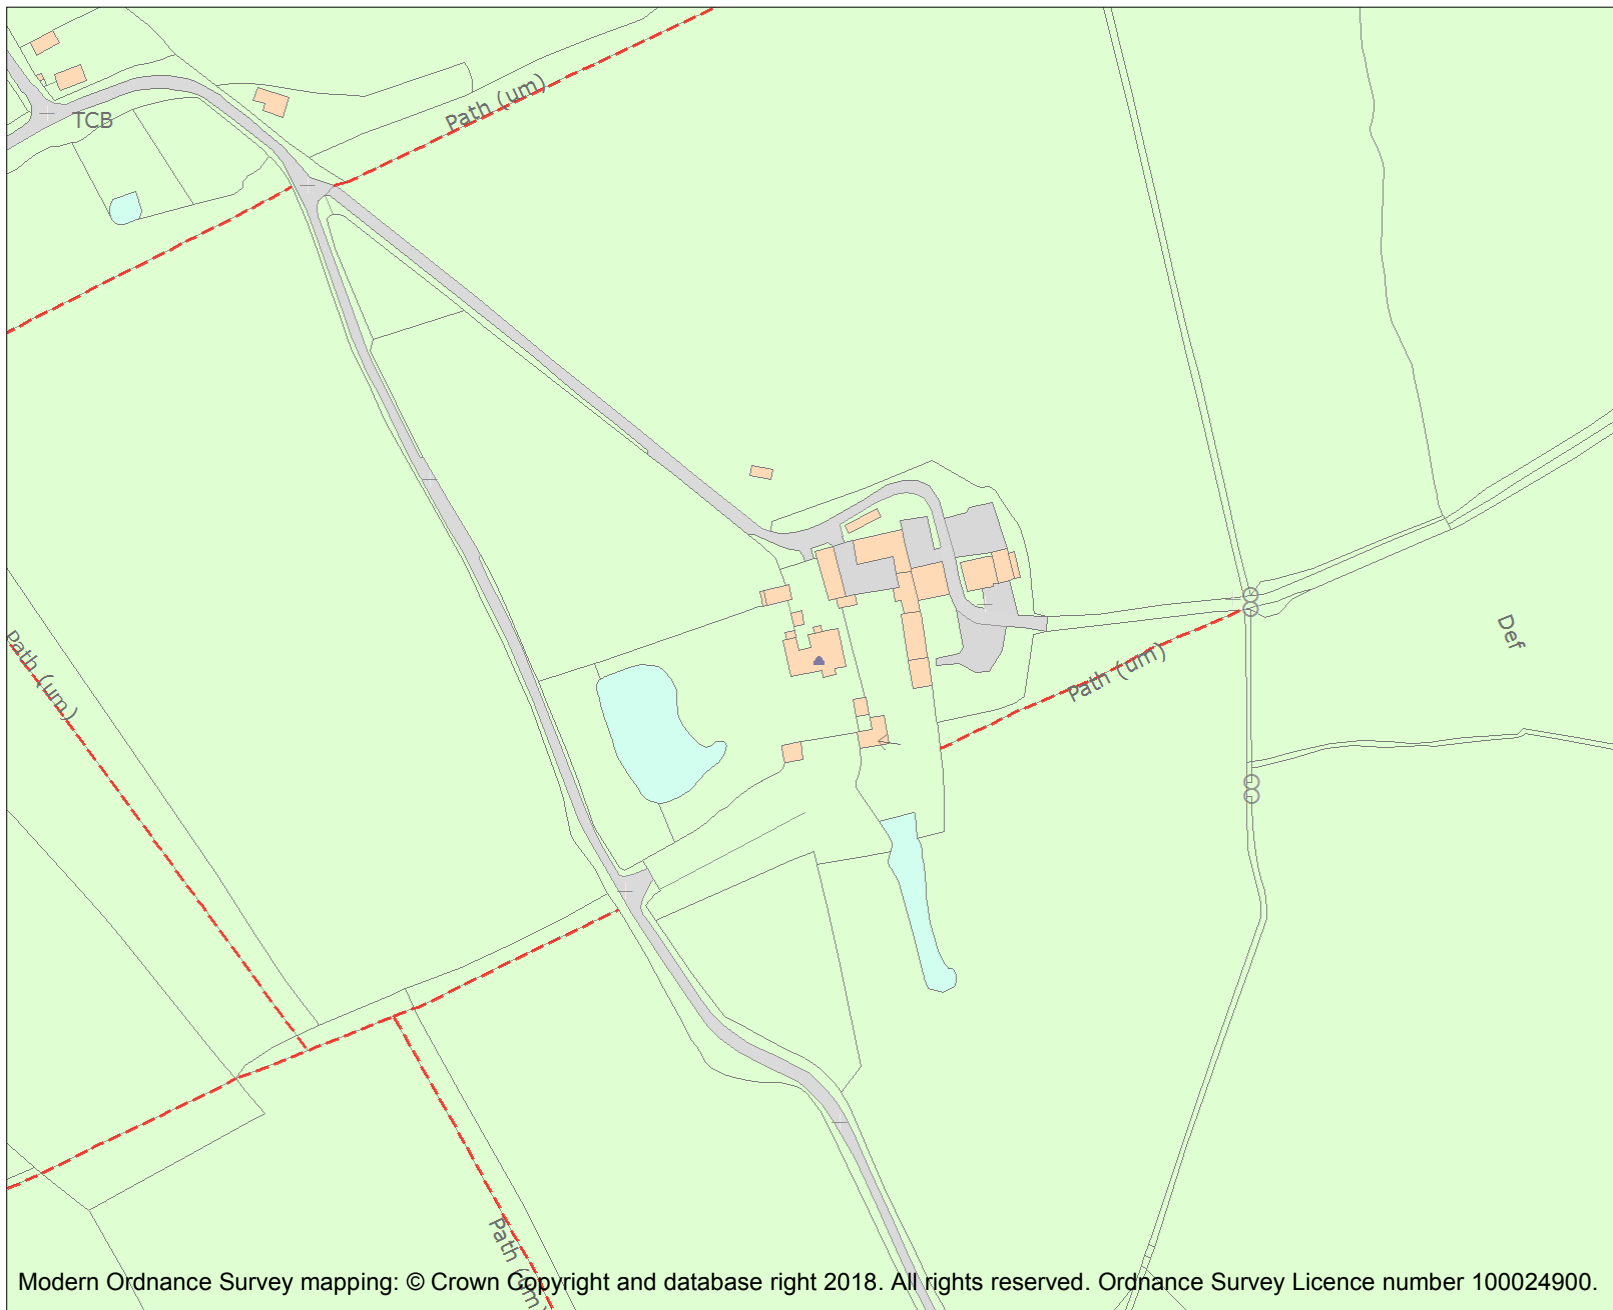 Path (um)
TCB
Def
Path (um)
Path (um)
Path (um)
Modern Ordnance Survey mapping: © Crown Copyright and database right 2018. All rights reserved. Ordnance Survey Licence number 100024900.